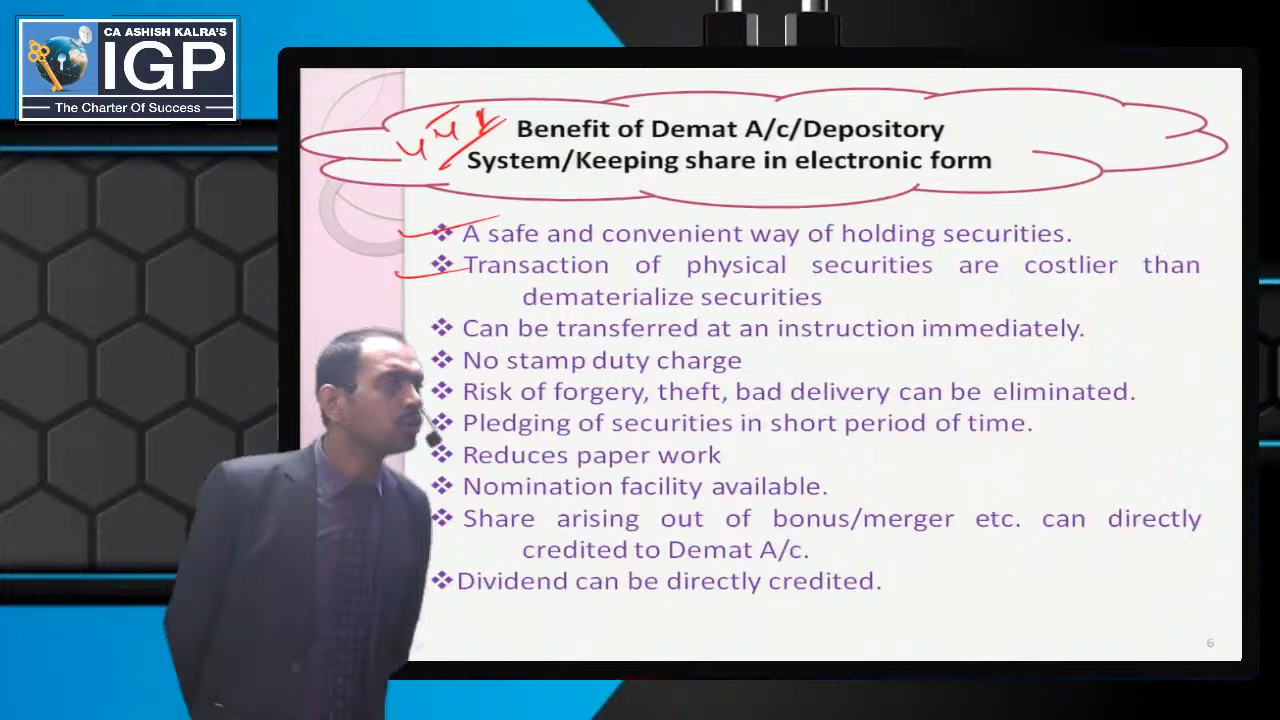 CA ASHISH KALRA'S
IGP
The Charter Of Success
Benefit of Demat A/c/Depository
System/Keeping share in electronic form
❖ A safe and convenient way of holding securities.
❖ Transaction of physical securities are costlier than
dematerialize securities
❖ Can be transferred at an instruction immediately.
❖ No stamp duty charge
❖ Risk of forgery, theft, bad delivery can be eliminated.
❖ Pledging of securities in short period of time.
❖ Reduces paper work
❖ Nomination facility available.
❖ Share arising out of bonus/merger etc. can directly
credited to Demat A/c.
❖ Dividend can be directly credited.
6